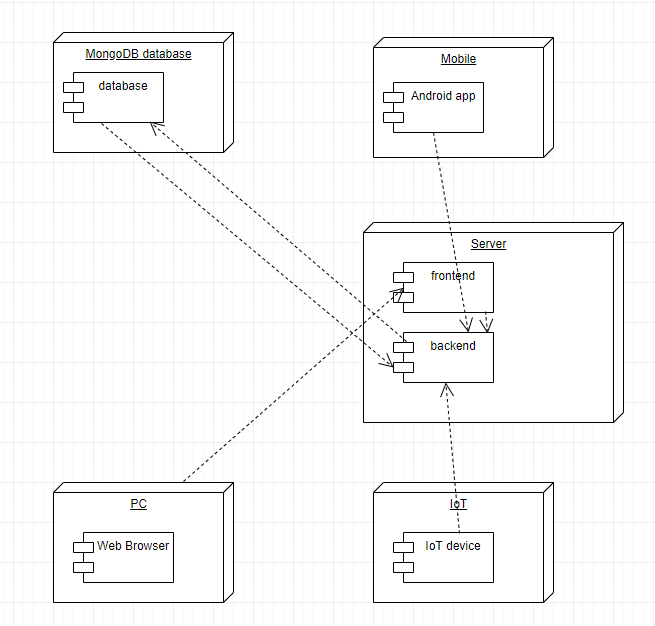 MongoDB database
database
Mobile
Android app
Server
frontend
backend
PC
Web Browser
IoT
IoT device